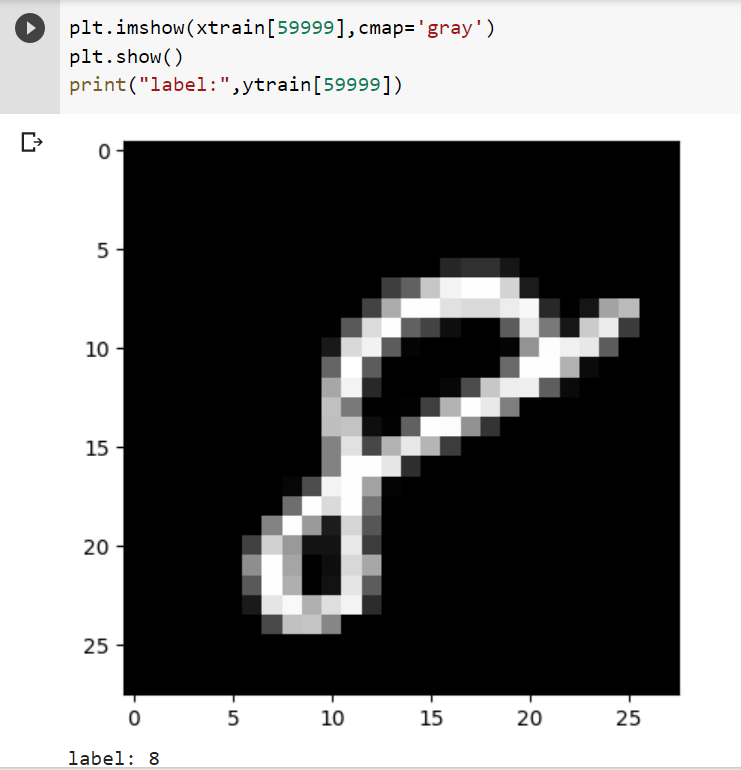 plt.imshow(xtrain[59999],cmap='gray')
plt.show()
print("label:",ytrain[59999])
0
5
10
15
20
25
0 5 10 15 20 25
label: 8